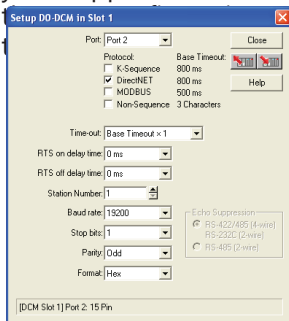 Setup D0-DCM in Slot 1
Port: Port 2
Close
Protocol: Base Timeout:
K-Sequence 800 ms
DirectNET 800 ms
MODBUS 500 ms
Non-Sequence 3 Characters
Help
Time-out: Base Timeout × 1
RTS on delay time: 0 ms
RTS off delay time: 0 ms
Station Number: 1
Baud rate: 19200
Stop bits: 1
Parity: Odd
Format: Hex
Echo Suppression
RS-422/485 (4-wire)
RS-232C (2-wire)
RS-485 (2-wire)
[DCM Slot 1] Port 2: 15 Pin